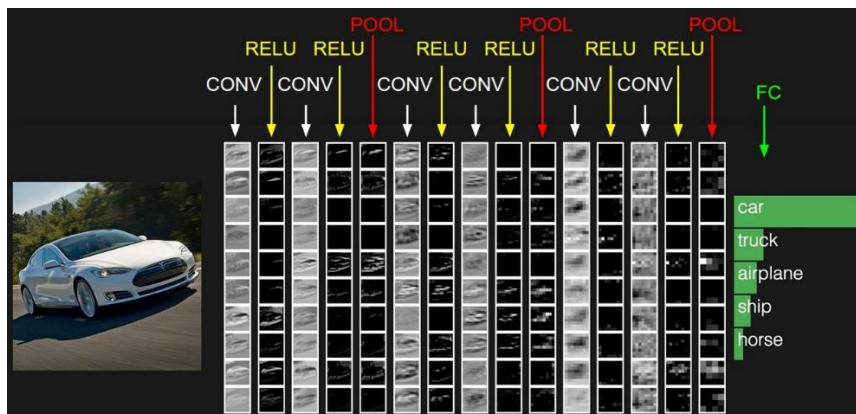 POOL POOL POOL
RELU RELU RELU RELU RELU RELU
CONV CONV CONV CONV CONV CONV
FC
car
truck
airplane
ship
horse